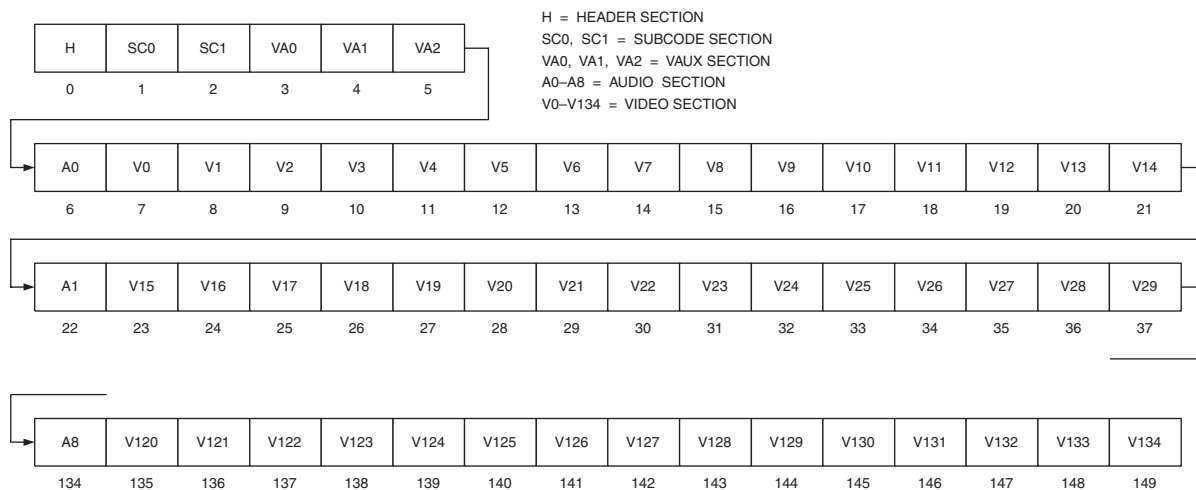 H = HEADER SECTION
SC0, SC1 = SUBCODE SECTION
VA0, VA1, VA2 = VAUX SECTION
A0–A8 = AUDIO SECTION
V0–V134 = VIDEO SECTION
H SC0 SC1 VA0 VA1 VA2
0 1 2 3 4 5
A0 V0 V1 V2 V3 V4 V5 V6 V7 V8 V9 V10 V11 V12 V13 V14
6 7 8 9 10 11 12 13 14 15 16 17 18 19 20 21
A1 V15 V16 V17 V18 V19 V20 V21 V22 V23 V24 V25 V26 V27 V28 V29
22 23 24 25 26 27 28 29 30 31 32 33 34 35 36 37
A8 V120 V121 V122 V123 V124 V125 V126 V127 V128 V129 V130 V131 V132 V133 V134
134 135 136 137 138 139 140 141 142 143 144 145 146 147 148 149